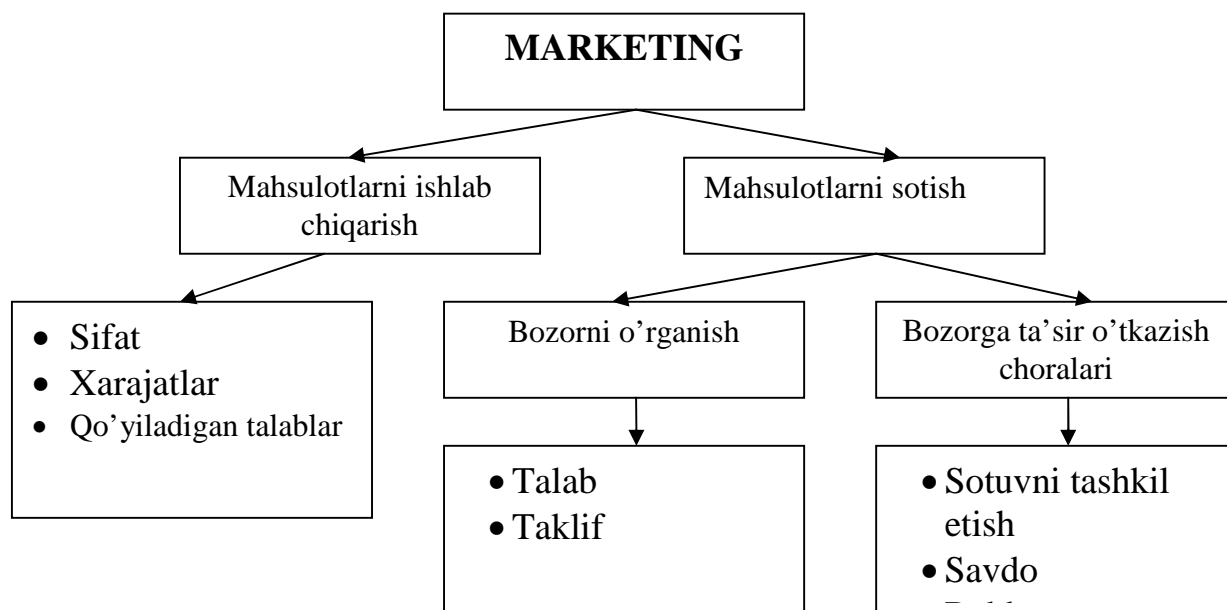 MARKETING
Mahsulotlarni ishlab
chiqarish
Mahsulotlarni sotish
• Sifat
• Xarajatlar
• Qo’yiladigan talablar
Bozorni o’rganish
Bozorga ta’sir o’tkazish
choralari
• Talab
• Taklif
• Sotuvni tashkil
etish
• Savdo